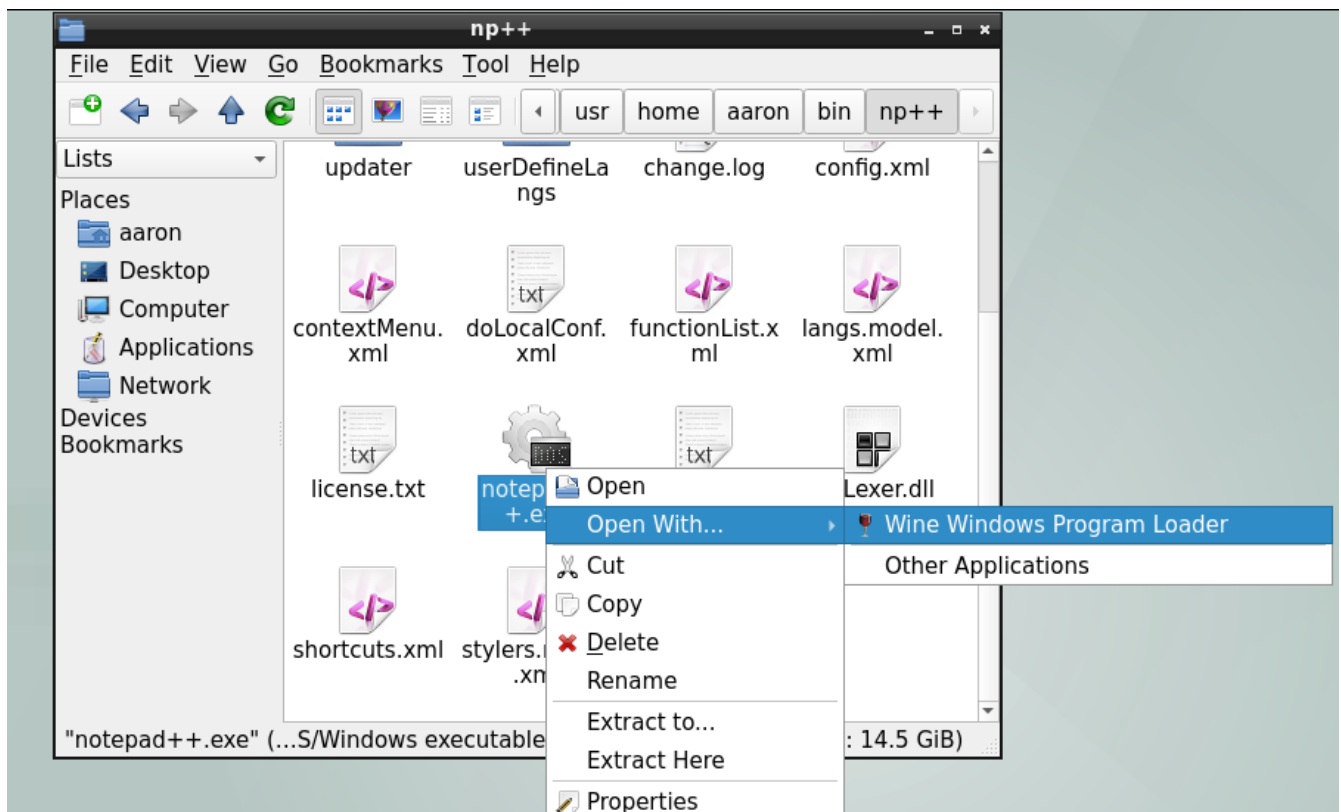 np++
File Edit View Go Bookmarks Tool Help
usr home aaron bin np++
Lists
Places
aaron
Desktop
Computer
Applications
Network
Devices
Bookmarks
updater userDefineLa change.log config.xml
ngs
contextMenu. doLocalConf. functionList.x langs.model.
xml xml ml xml
txt
license.txt notep Lexer.dll
+.e
txt txt
shortcuts.xml stylers.
.xm
Open
Open With...
Cut
Copy
Delete
Rename
Extract to...
Extract Here
Properties
Wine Windows Program Loader
Other Applications
"notepad++.exe" (...S/Windows executable : 14.5 GiB)